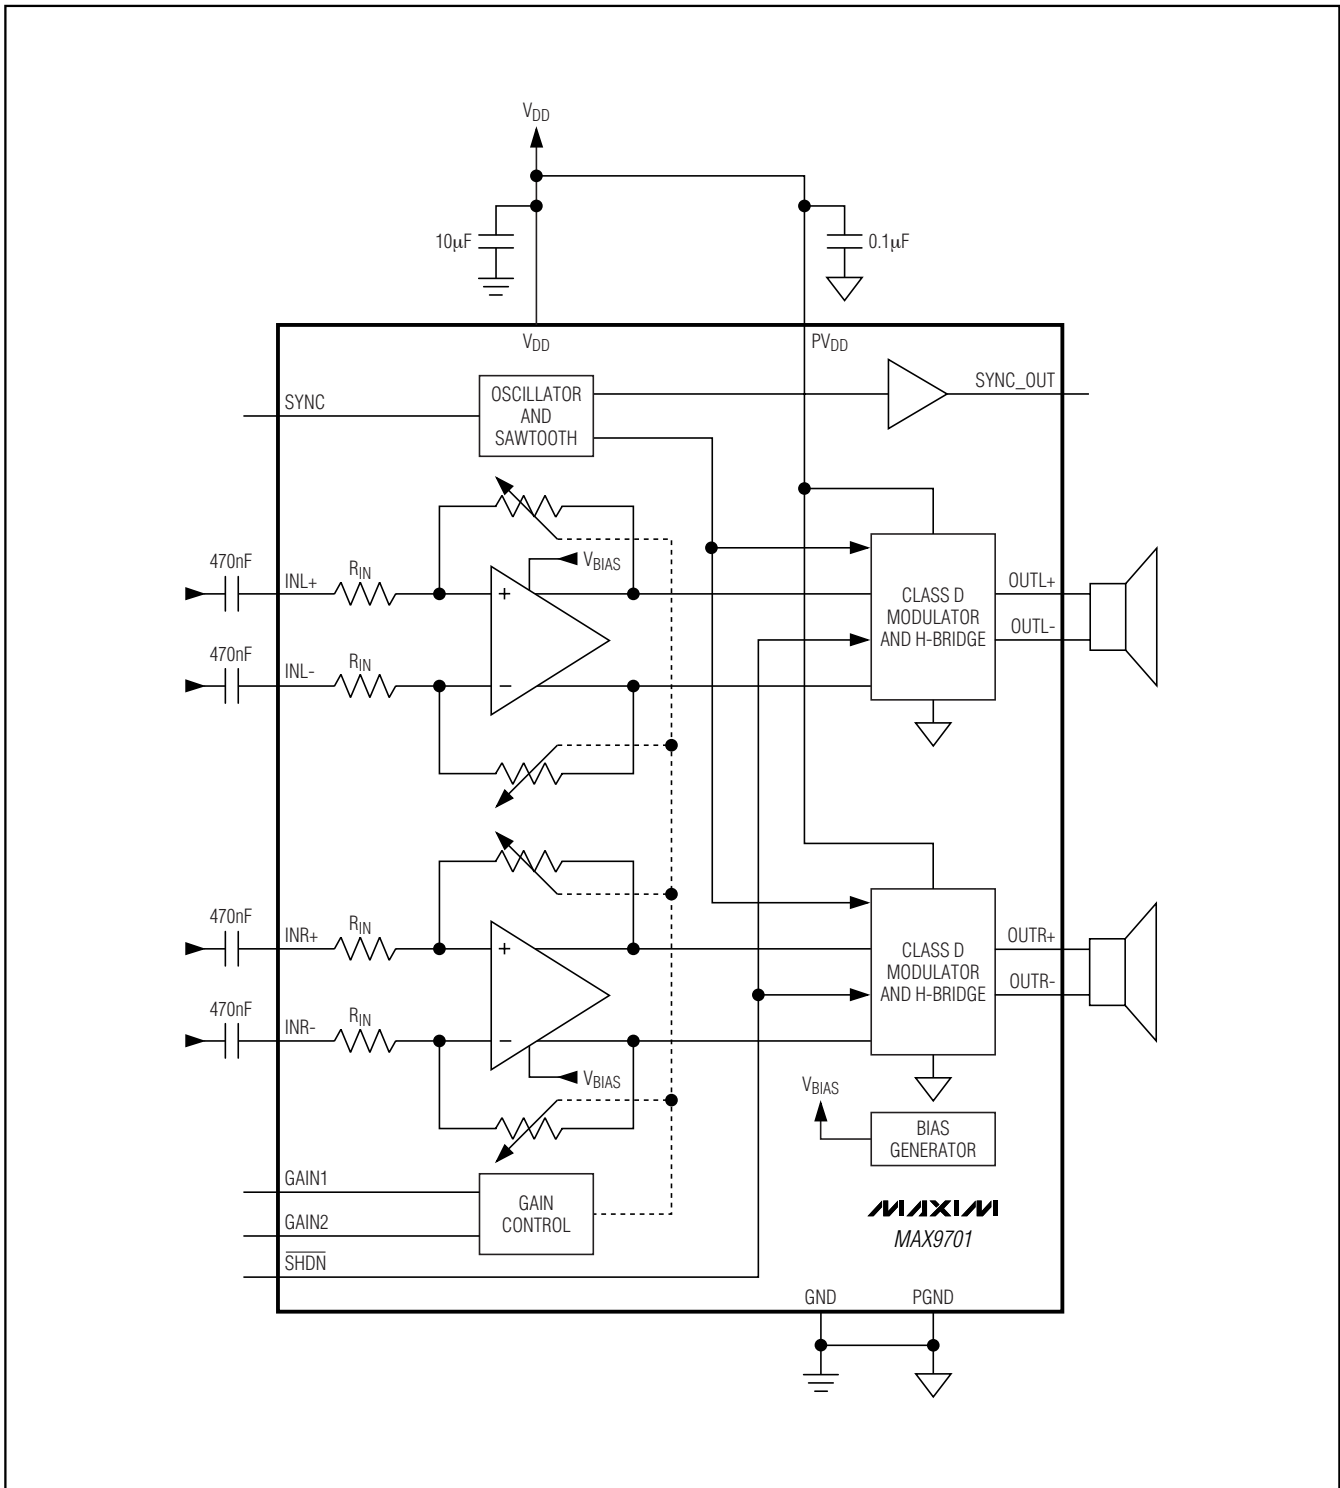 VDD
10µF
0.1µF
VDD
PVDD
SYNC
OSCILLATOR
AND
SAWTOOTH
SYNC_OUT
470nF
INL+
RIN
+
VBIAS
CLASS D
MODULATOR
AND H-BRIDGE
OUTL+
OUTL-
470nF
INL-
RIN
−
470nF
INR+
RIN
+
CLASS D
MODULATOR
AND H-BRIDGE
OUTR+
OUTR-
470nF
INR-
RIN
−
VBIAS
VBIAS
BIAS
GENERATOR
GAIN1
GAIN2
GAIN
CONTROL
SHDN
MAXIM
MAX9701
GND
PGND